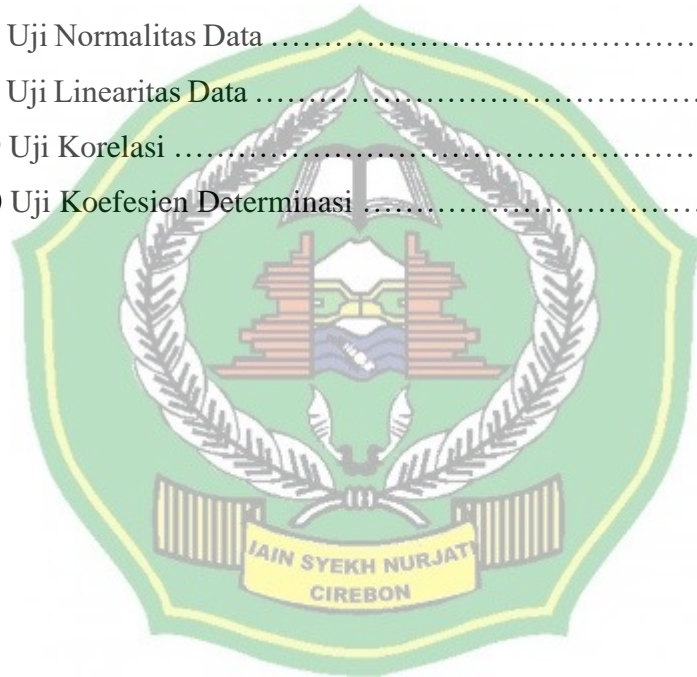 Uji Normalitas Data ……………………………………
Uji Linearitas Data ……………………………………
Uji Korelasi ……………………………………………
Uji Koefesien Determinasi ……………………………
IAIN SYEKH NURJATI
CIREBON